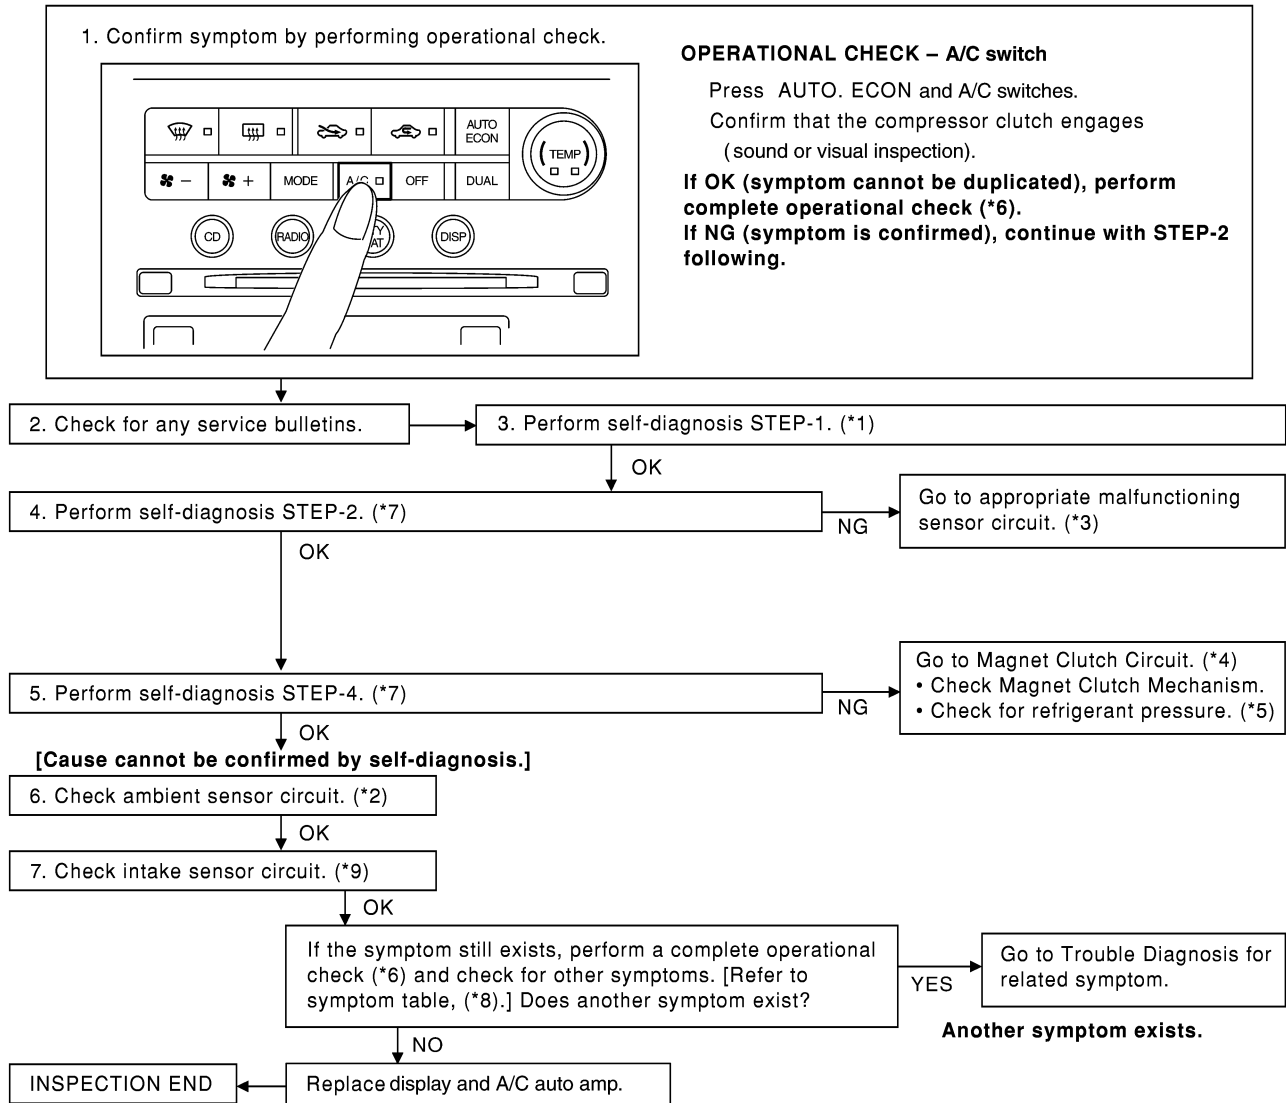 1. Confirm symptom by performing operational check.
AUTO
ECON
TEMP
MODE
A/C
OFF
DUAL
CD
RADIO
DISP
OPERATIONAL CHECK – A/C switch
Press AUTO. ECON and A/C switches.
Confirm that the compressor clutch engages
(sound or visual inspection).
If OK (symptom cannot be duplicated), perform
complete operational check (*6).
If NG (symptom is confirmed), continue with STEP-2
following.
2. Check for any service bulletins.
3. Perform self-diagnosis STEP-1. (*1)
OK
4. Perform self-diagnosis STEP-2. (*7)
NG
Go to appropriate malfunctioning
sensor circuit. (*3)
OK
5. Perform self-diagnosis STEP-4. (*7)
NG
Go to Magnet Clutch Circuit. (*4)
• Check Magnet Clutch Mechanism.
• Check for refrigerant pressure. (*5)
OK
[Cause cannot be confirmed by self-diagnosis.]
6. Check ambient sensor circuit. (*2)
OK
7. Check intake sensor circuit. (*9)
OK
If the symptom still exists, perform a complete operational
check (*6) and check for other symptoms. [Refer to
symptom table, (*8).] Does another symptom exist?
YES
Go to Trouble Diagnosis for
related symptom.
Another symptom exists.
NO
Replace display and A/C auto amp.
INSPECTION END